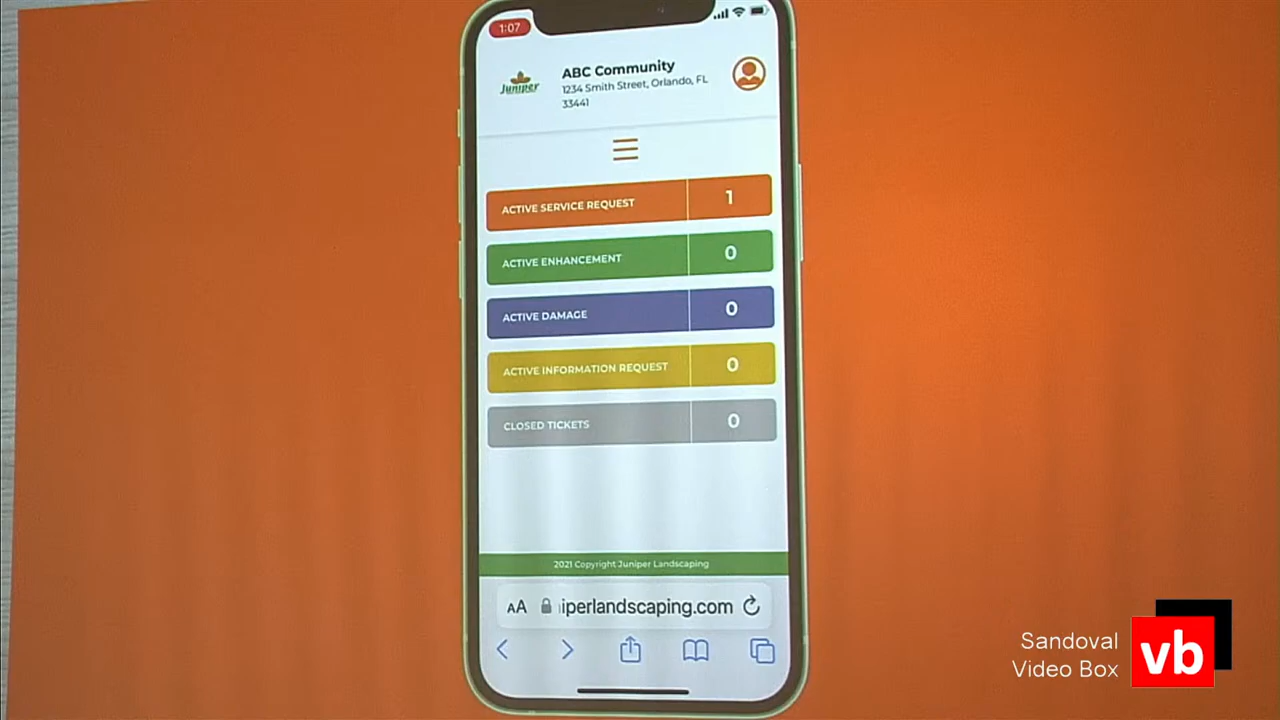 1:07
Juniper
ABC Community
1234 Smith Street, Orlando, FL
33441
ACTIVE SERVICE REQUEST 1
ACTIVE ENHANCEMENT 0
ACTIVE DAMAGE 0
ACTIVE INFORMATION REQUEST 0
CLOSED TICKETS 0
2021 Copyright Juniper Landscaping
AA iperlandscaping.com
Sandoval
Video Box
vb